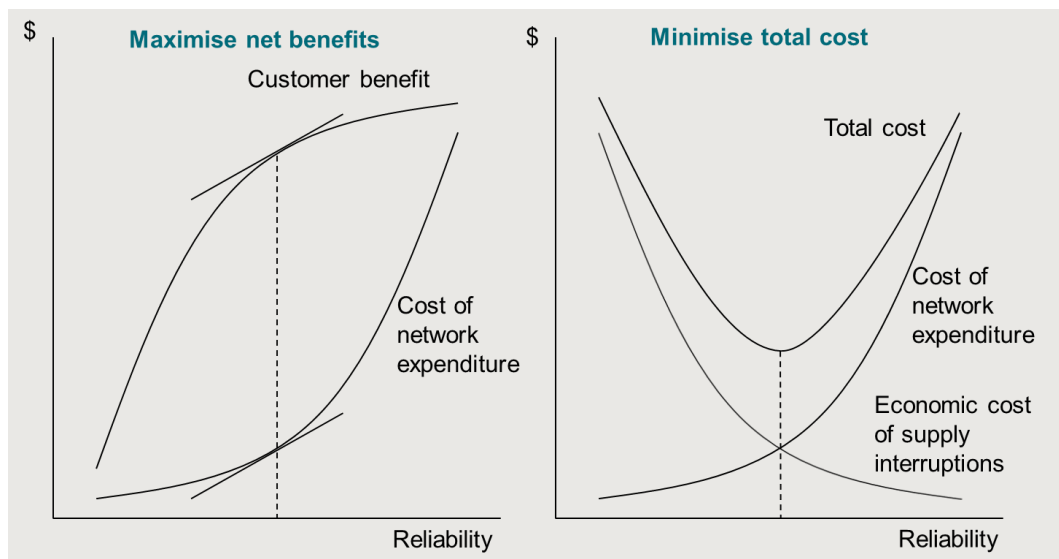 $
Maximise net benefits
Customer benefit
Cost of
network
expenditure
Reliability
$
Minimise total cost
Total cost
Cost of
network
expenditure
Economic cost
of supply
interruptions
Reliability